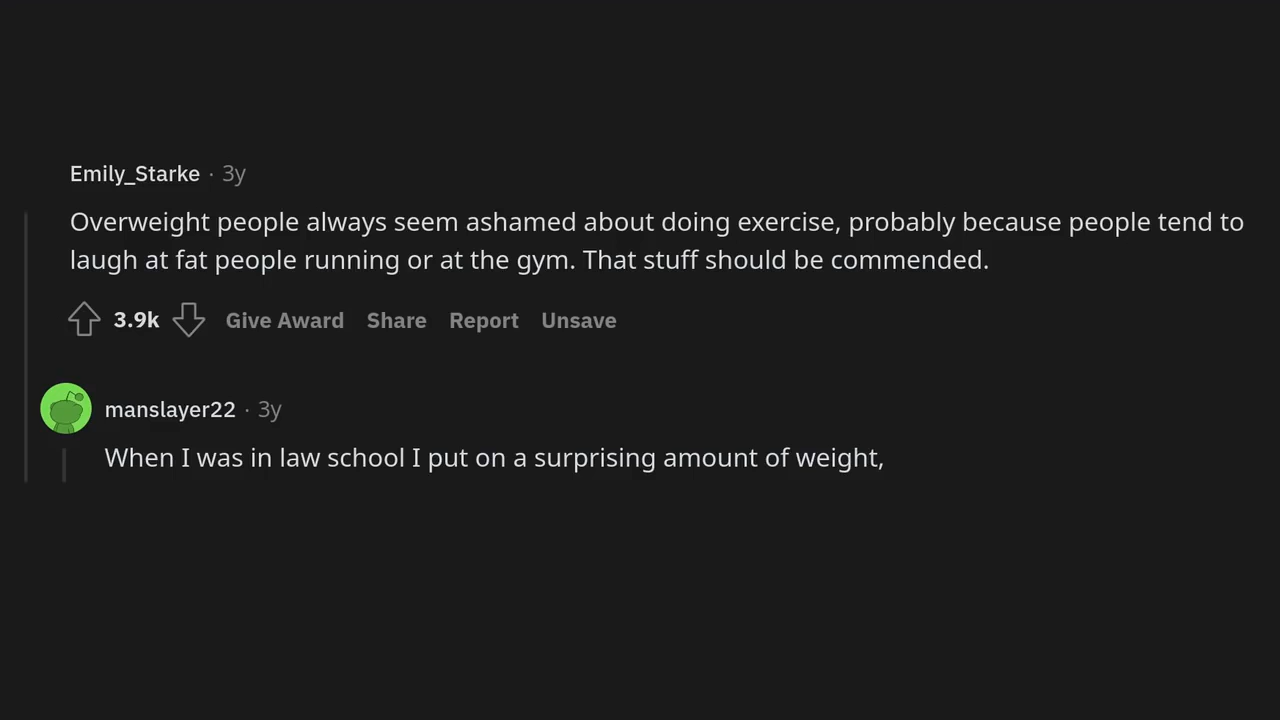 Emily_Starke · 3y
Overweight people always seem ashamed about doing exercise, probably because people tend to
laugh at fat people running or at the gym. That stuff should be commended.
3.9k Give Award Share Report Unsave
manslayer22 · 3y
When I was in law school I put on a surprising amount of weight,